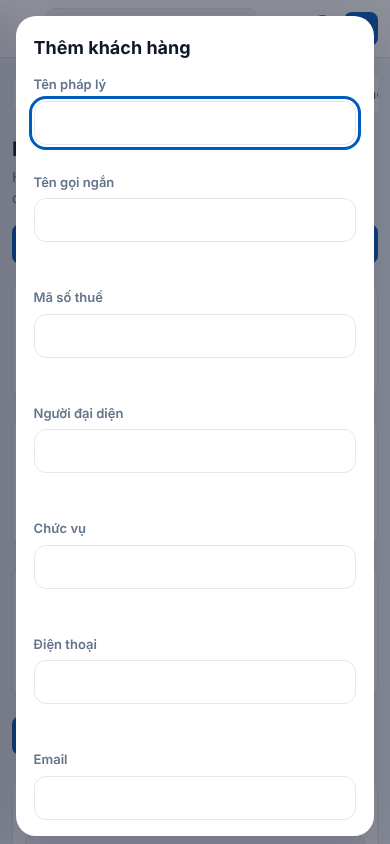 Thêm khách hàng
Tên pháp lý
Tên gọi ngắn
Mã số thuế
Người đại diện
Chức vụ
Điện thoại
Email